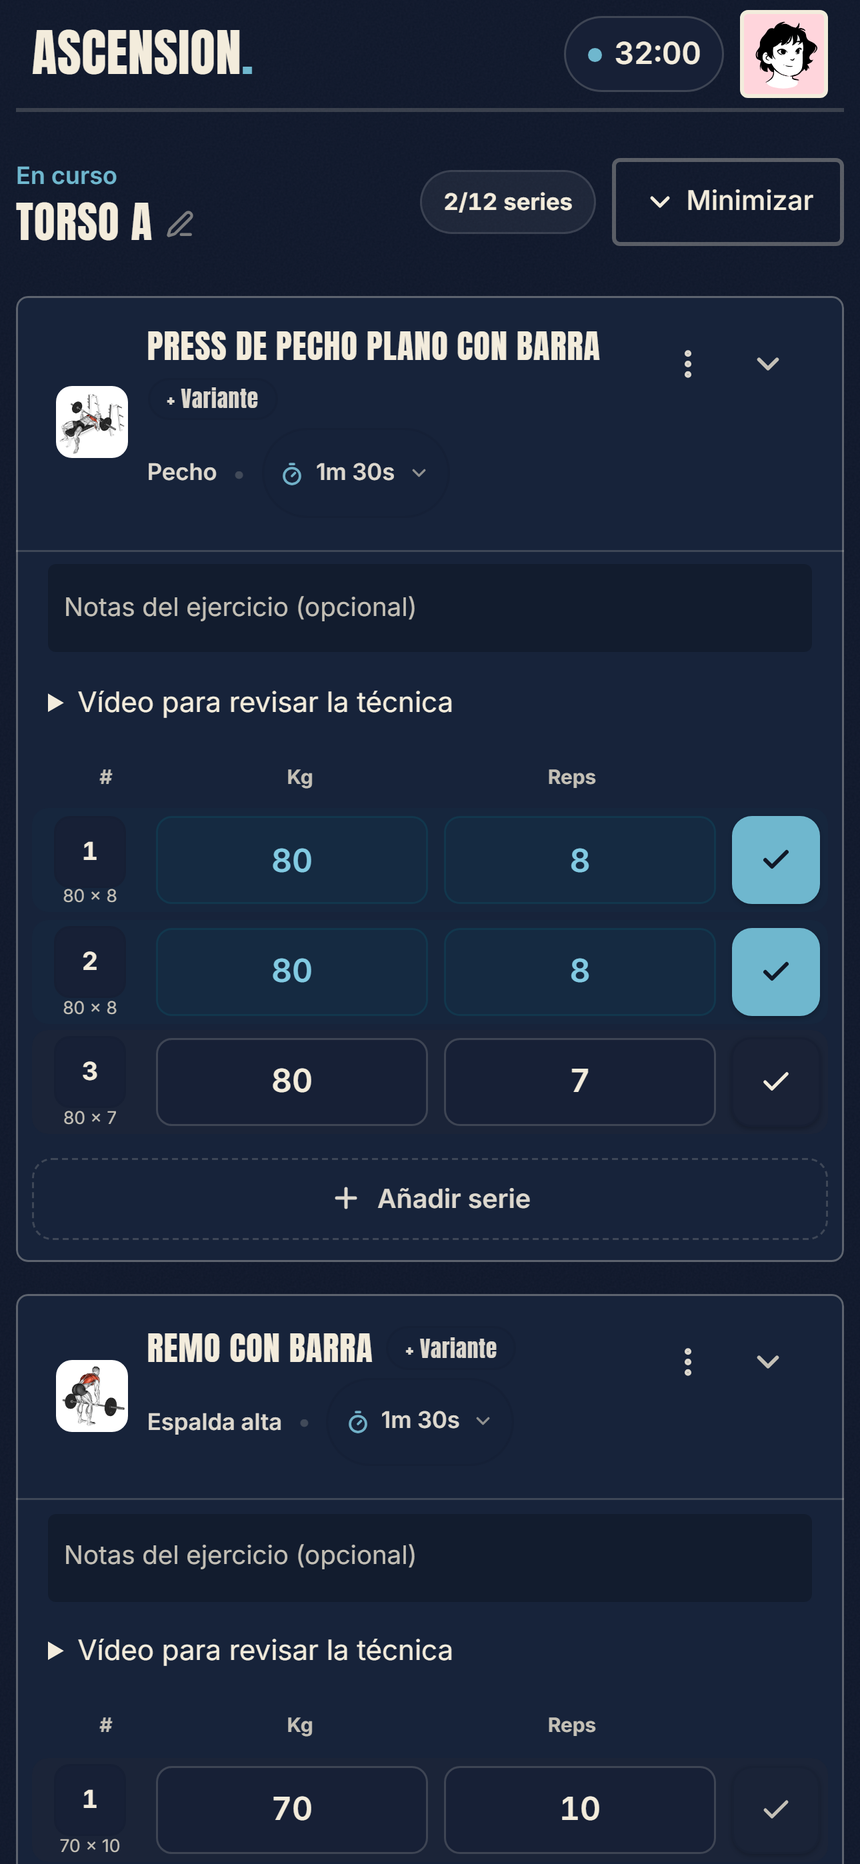 ASCENSION.
32:00
En curso
TORSO A
2/12 series
Minimizar
PRESS DE PECHO PLANO CON BARRA
+ Variante
Pecho
1m 30s
Notas del ejercicio (opcional)
Vídeo para revisar la técnica
# Kg Reps
1 80 8
80 × 8
2 80 8
80 × 8
3 80 7
80 × 7
+ Añadir serie
REMO CON BARRA + Variante
Espalda alta
1m 30s
Notas del ejercicio (opcional)
Vídeo para revisar la técnica
# Kg Reps
1 70 10
70 × 10